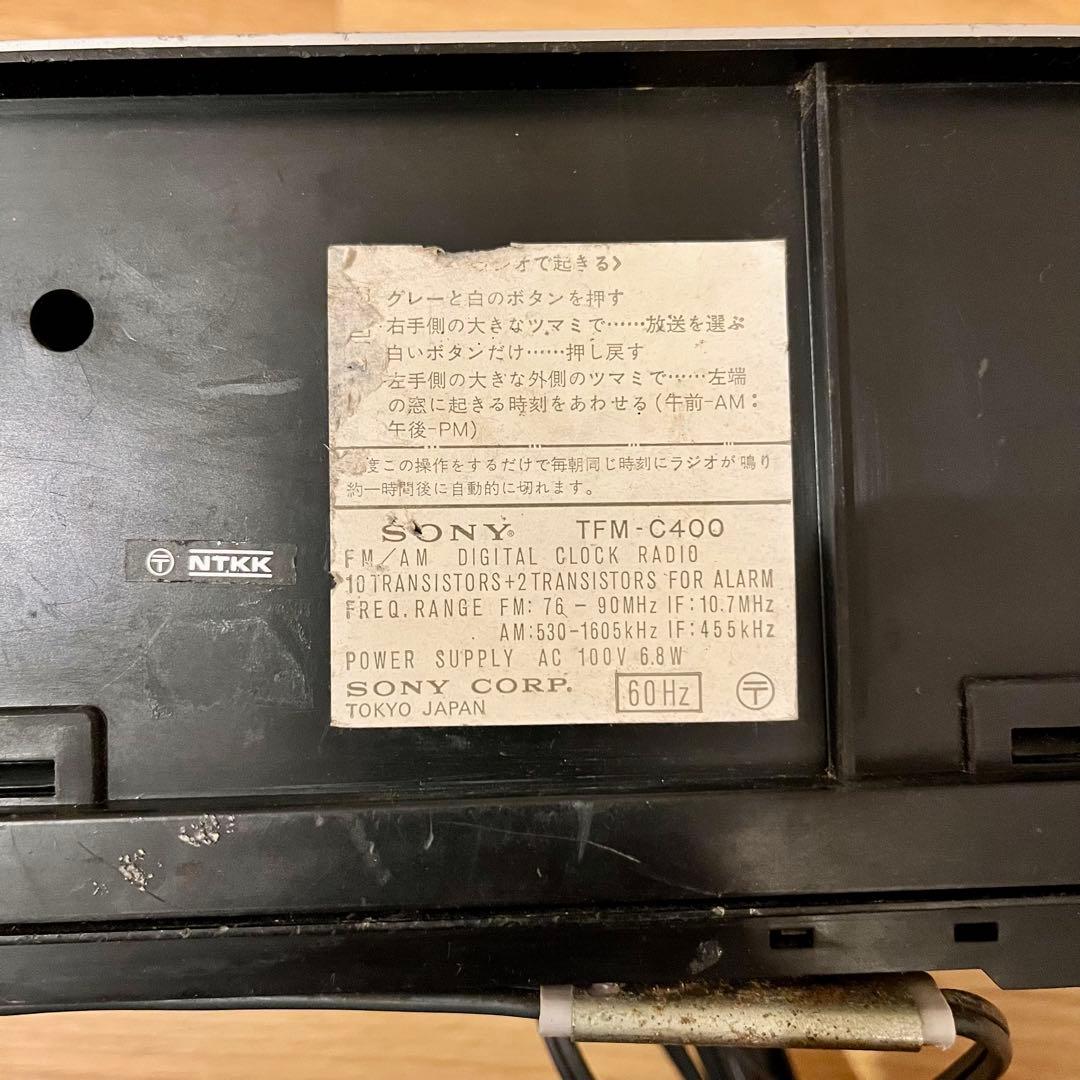 オで起きる〉
グレーと白のボタンを押す
右手側の大きなツマミで……放送を選ぶ
白いボタンだけ……押し戻す
左手側の大きな外側のツマミで……左端
の窓に起きる時刻をあわせる(午前-AM:
午後-PM)
度この操作をするだけで毎朝同じ時刻にラジオが鳴り
約一時間後に自動的に切れます。
SONY® TFM-C400
FM/AM DIGITAL CLOCK RADIO
10 TRANSISTORS+2 TRANSISTORS FOR ALARM
FREQ. RANGE FM: 76 - 90MHz IF: 10.7MHz
AM: 530-1605kHz IF: 455kHz
POWER SUPPLY AC 100V 6.8W
SONY CORP. 60Hz 〒
TOKYO JAPAN
〒 NTKK